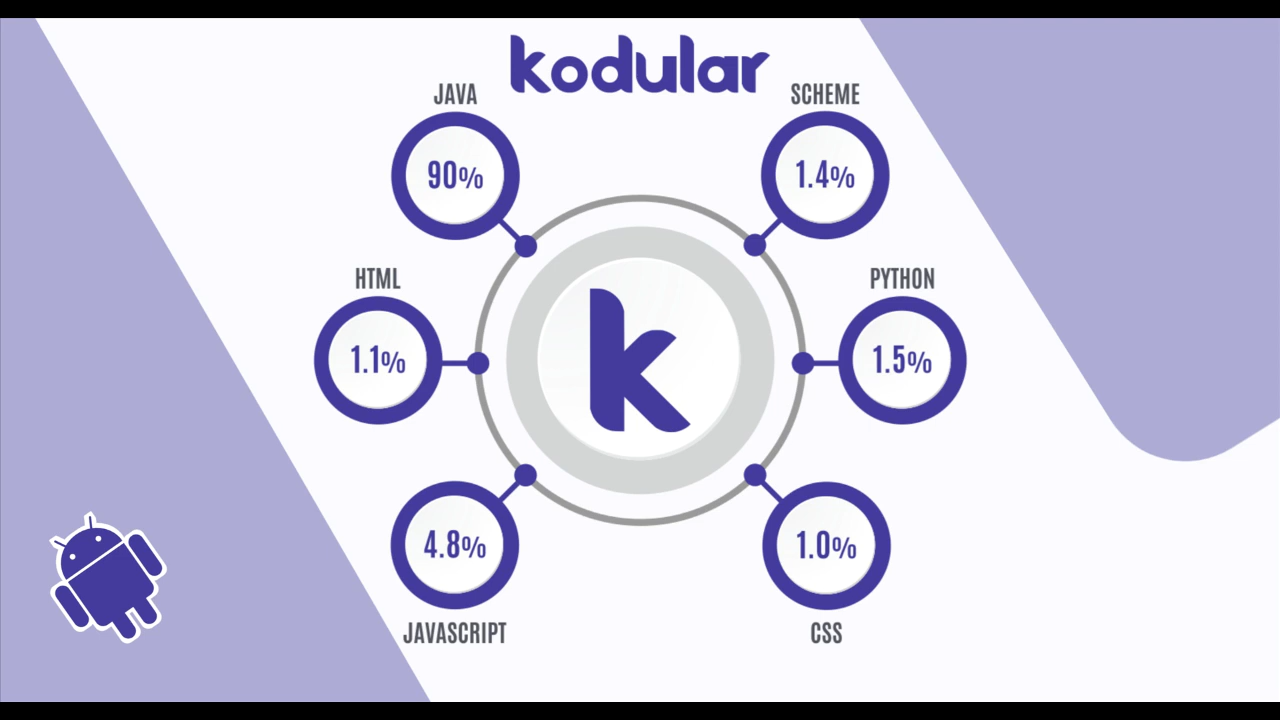 kodular
JAVA
90%
SCHEME
1.4%
HTML
1.1%
k
PYTHON
1.5%
4.8%
JAVASCRIPT
1.0%
CSS